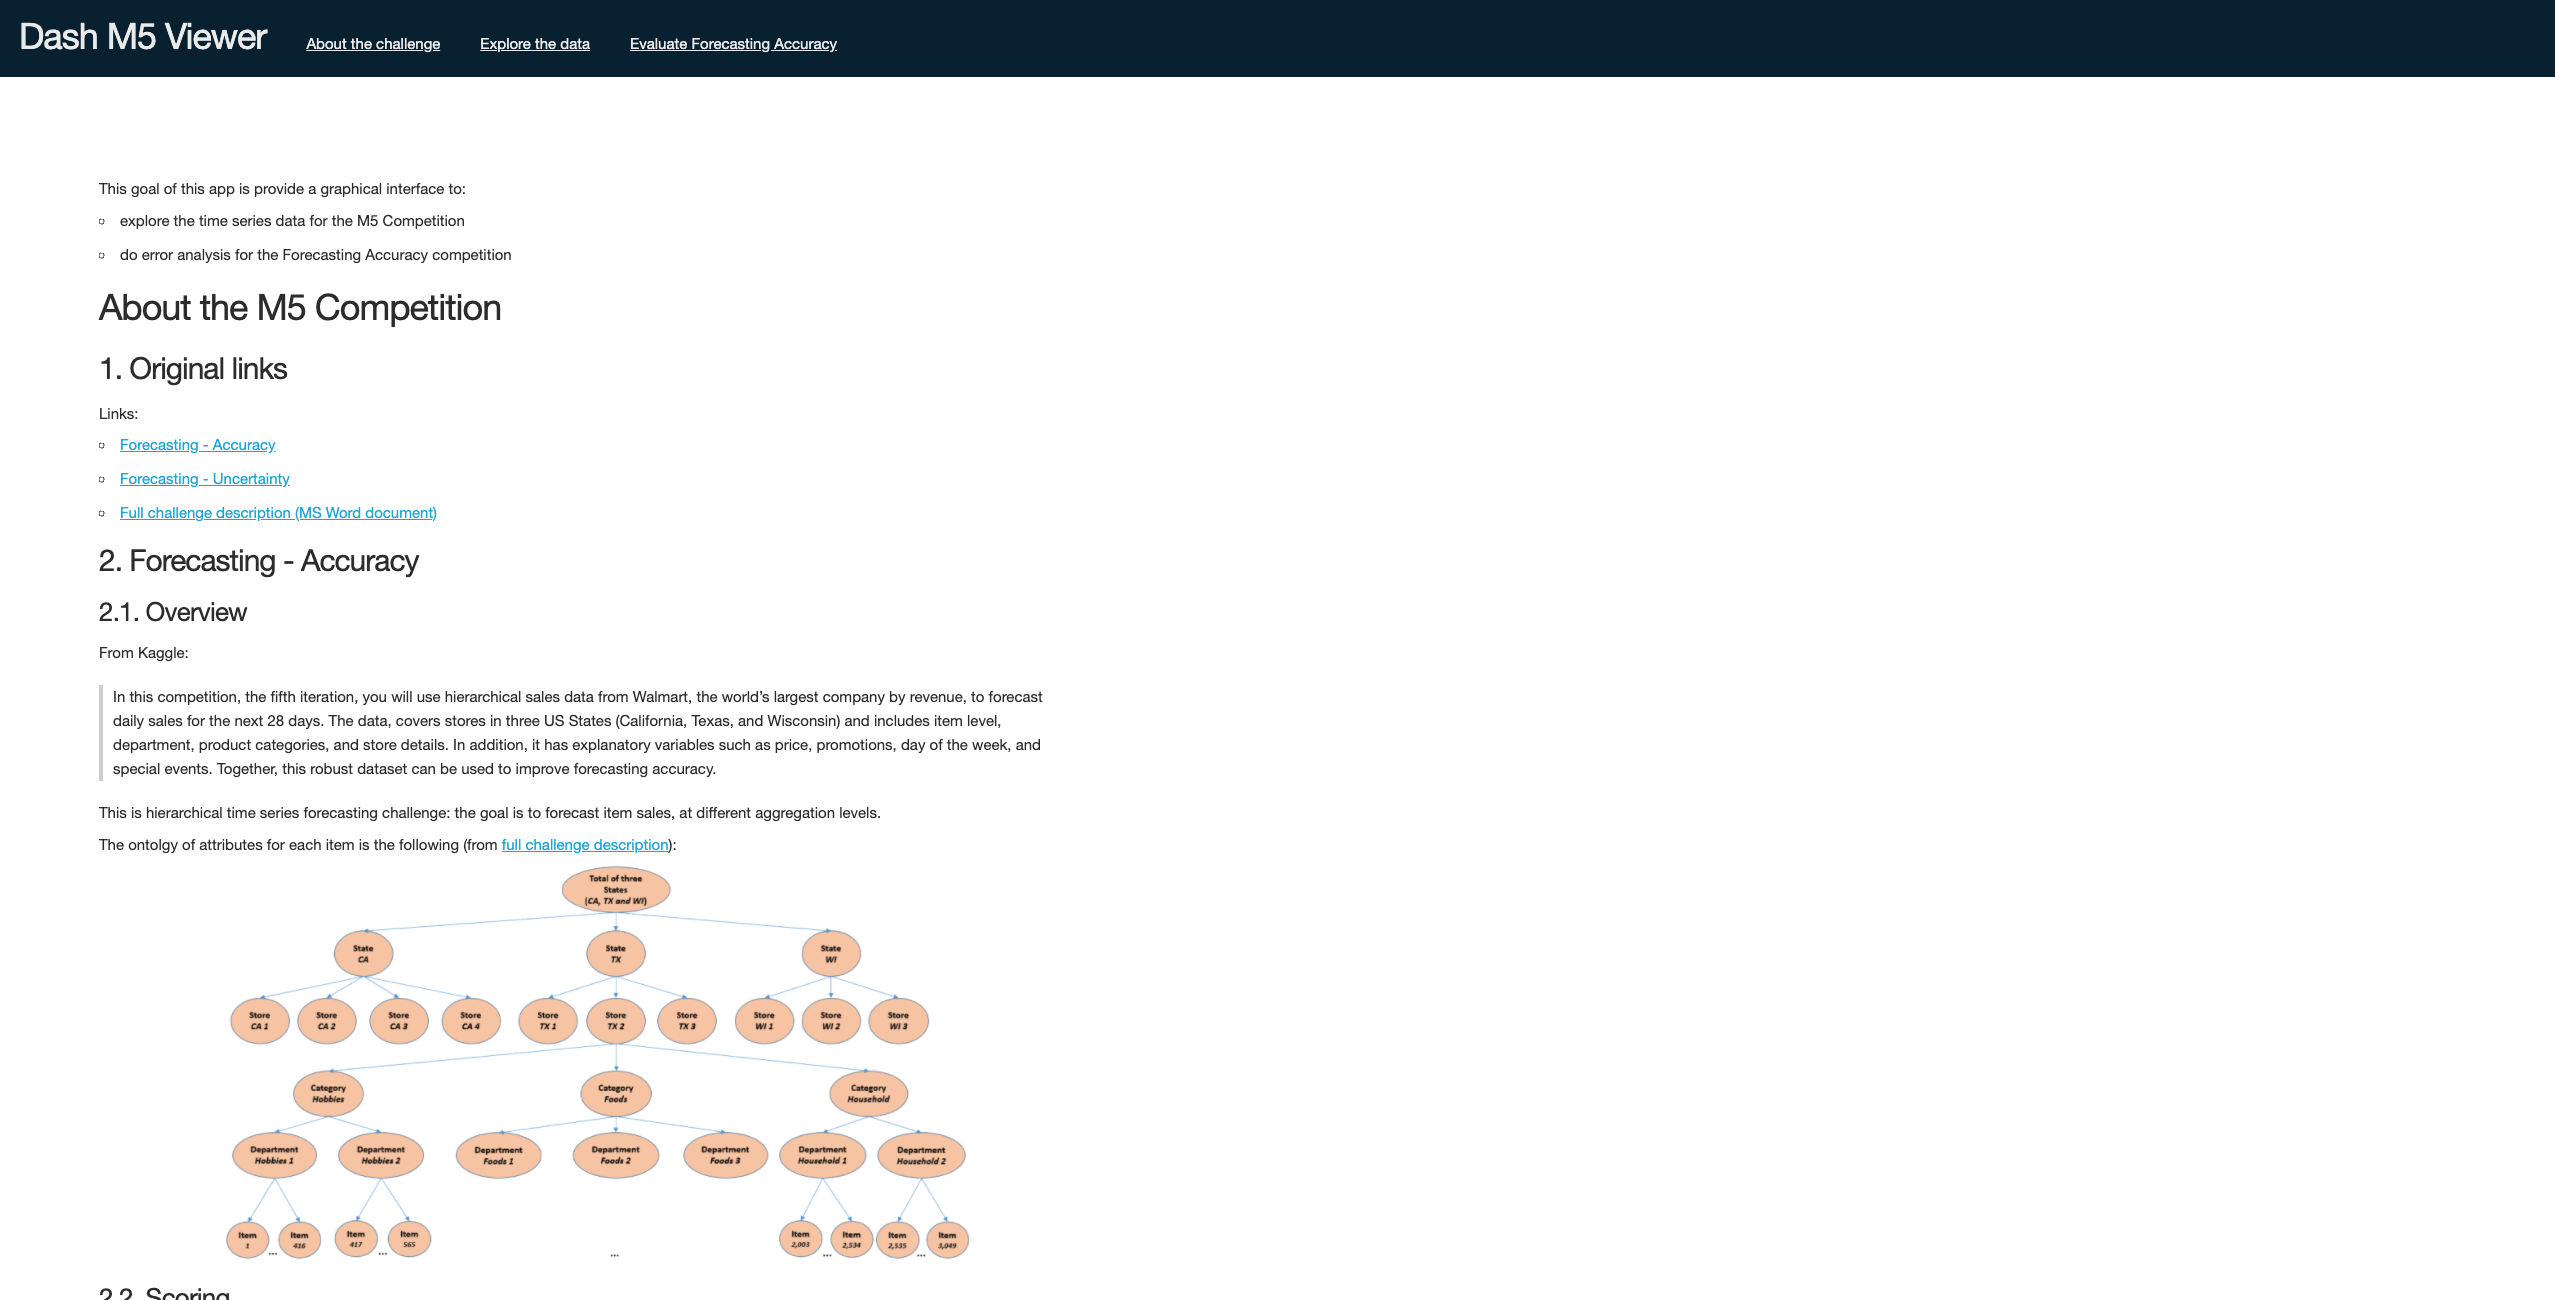 Dash M5 Viewer
About the challenge
Explore the data
Evaluate Forecasting Accuracy
This goal of this app is provide a graphical interface to:
explore the time series data for the M5 Competition
do error analysis for the Forecasting Accuracy competition
About the M5 Competition
1. Original links
Links:
Forecasting - Accuracy
Forecasting - Uncertainty
Full challenge description (MS Word document)
2. Forecasting - Accuracy
2.1. Overview
From Kaggle:
In this competition, the fifth iteration, you will use hierarchical sales data from Walmart, the world’s largest company by revenue, to forecast
daily sales for the next 28 days. The data, covers stores in three US States (California, Texas, and Wisconsin) and includes item level,
department, product categories, and store details. In addition, it has explanatory variables such as price, promotions, day of the week, and
special events. Together, this robust dataset can be used to improve forecasting accuracy.
This is hierarchical time series forecasting challenge: the goal is to forecast item sales, at different aggregation levels.
The ontolgy of attributes for each item is the following (from full challenge description):
Total of three
States
(CA, TX and WI)
State
CA
State
TX
State
WI
Store
CA 1
Store
CA 2
Store
CA 3
Store
CA 4
Store
TX 1
Store
TX 2
Store
TX 3
Store
WI 1
Store
WI 2
Store
WI 3
Category
Hobbies
Category
Foods
Category
Household
Department
Hobbies 1
Department
Hobbies 2
Department
Foods 1
Department
Foods 2
Department
Foods 3
Department
Household 1
Department
Household 2
Item
1
...
Item
416
Item
417
...
Item
565
...
Item
2,003
...
Item
2,534
Item
2,535
...
Item
3,049
2.2. Scoring